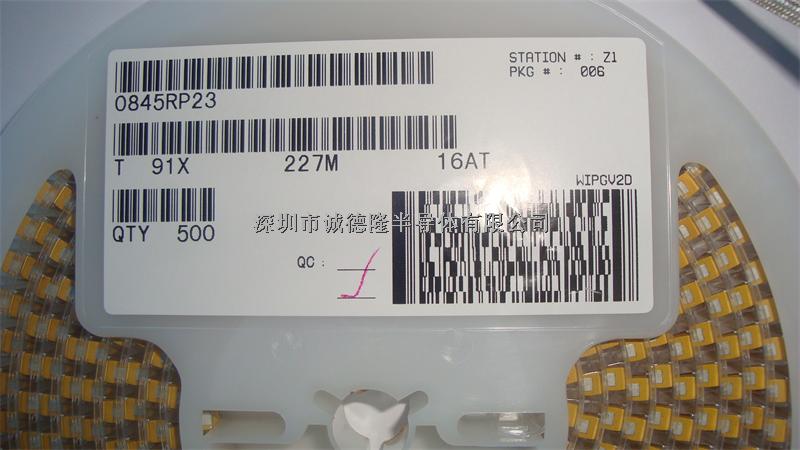 STATION # : Z1
PKG # : 006
0845RP23
T 91X 227M 16AT
WIPGV2D
QTY 500
深圳市诚德隆半导体有限公司
QC :